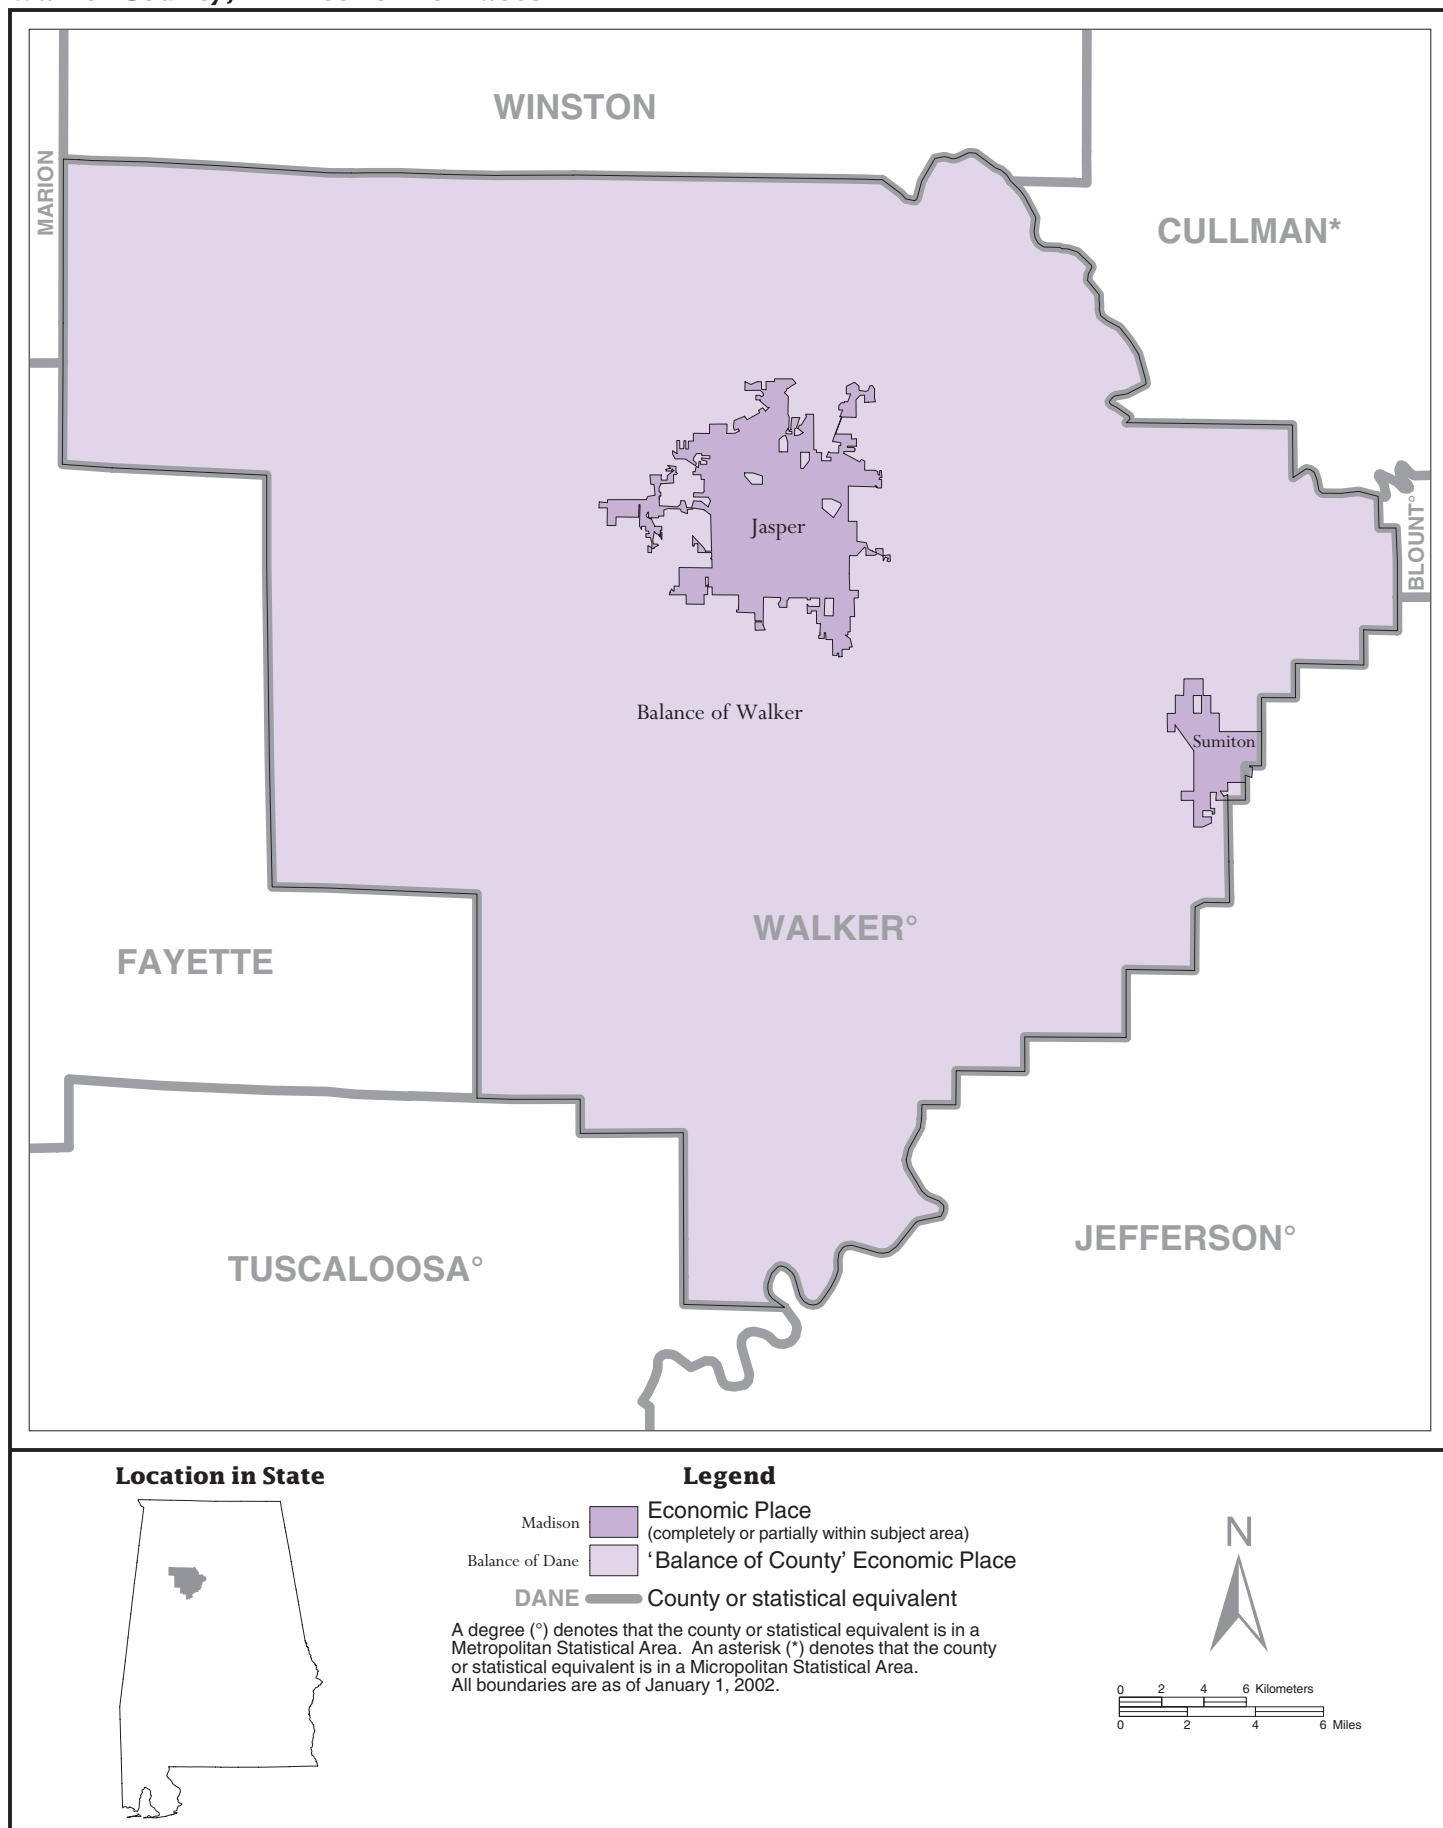 WINSTON
MARION
CULLMAN*
BLOUNT°
Jasper
Balance of Walker
Sumiton
WALKER°
FAYETTE
TUSCALOOSA°
JEFFERSON°
Location in State
Legend
Madison
Economic Place
(completely or partially within subject area)
Balance of Dane
‘Balance of County’ Economic Place
DANE
County or statistical equivalent
A degree (°) denotes that the county or statistical equivalent is in a
Metropolitan Statistical Area. An asterisk (*) denotes that the county
or statistical equivalent is in a Micropolitan Statistical Area.
All boundaries are as of January 1, 2002.
N
0 2 4 6 Kilometers
0 2 4 6 Miles